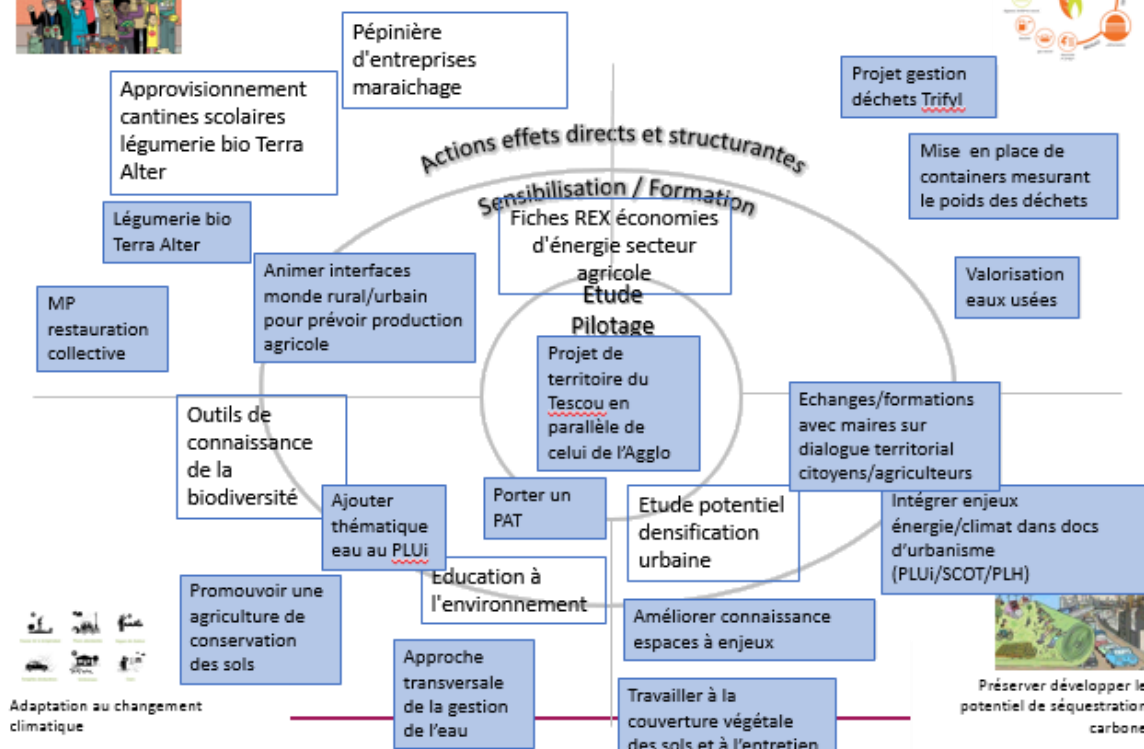 Pépinière
d'entreprises
maraichage
Approvisionnement
cantines scolaires
légumerie bio Terra
Alter
Projet gestion
déchets Trifyl
Actions effets directs et structurantes
Mise en place de
containers mesurant
le poids des déchets
Sensibilisation / Formation
Légumerie bio
Terra Alter
Fiches REX économies
d'énergie secteur
agricole
Animer interfaces
monde rural/urbain
pour prévoir production
agricole
Valorisation
eaux usées
MP
restauration
collective
Etude
Pilotage
Projet de
territoire du
Tescou en
parallèle de
celui de l'Agglo
Echanges/formations
avec maires sur
dialogue territorial
citoyens/agriculteurs
Outils de
connaissance
de la
biodiversité
Ajouter
thématique
eau au PLUi
Porter un
PAT
Etude potentiel
densification
urbaine
Intégrer enjeux
énergie/climat dans docs
d'urbanisme
(PLUi/SCOT/PLH)
Education à
l'environnement
Promouvoir une
agriculture de
conservation
des sols
Améliorer connaissance
espaces à enjeux
Approche
transversale
de la gestion
de l'eau
Travailler à la
couverture végétale
des sols et à l'entretien
Adaptation au changement
climatique
Préserver développer le
potentiel de séquestration
carbone